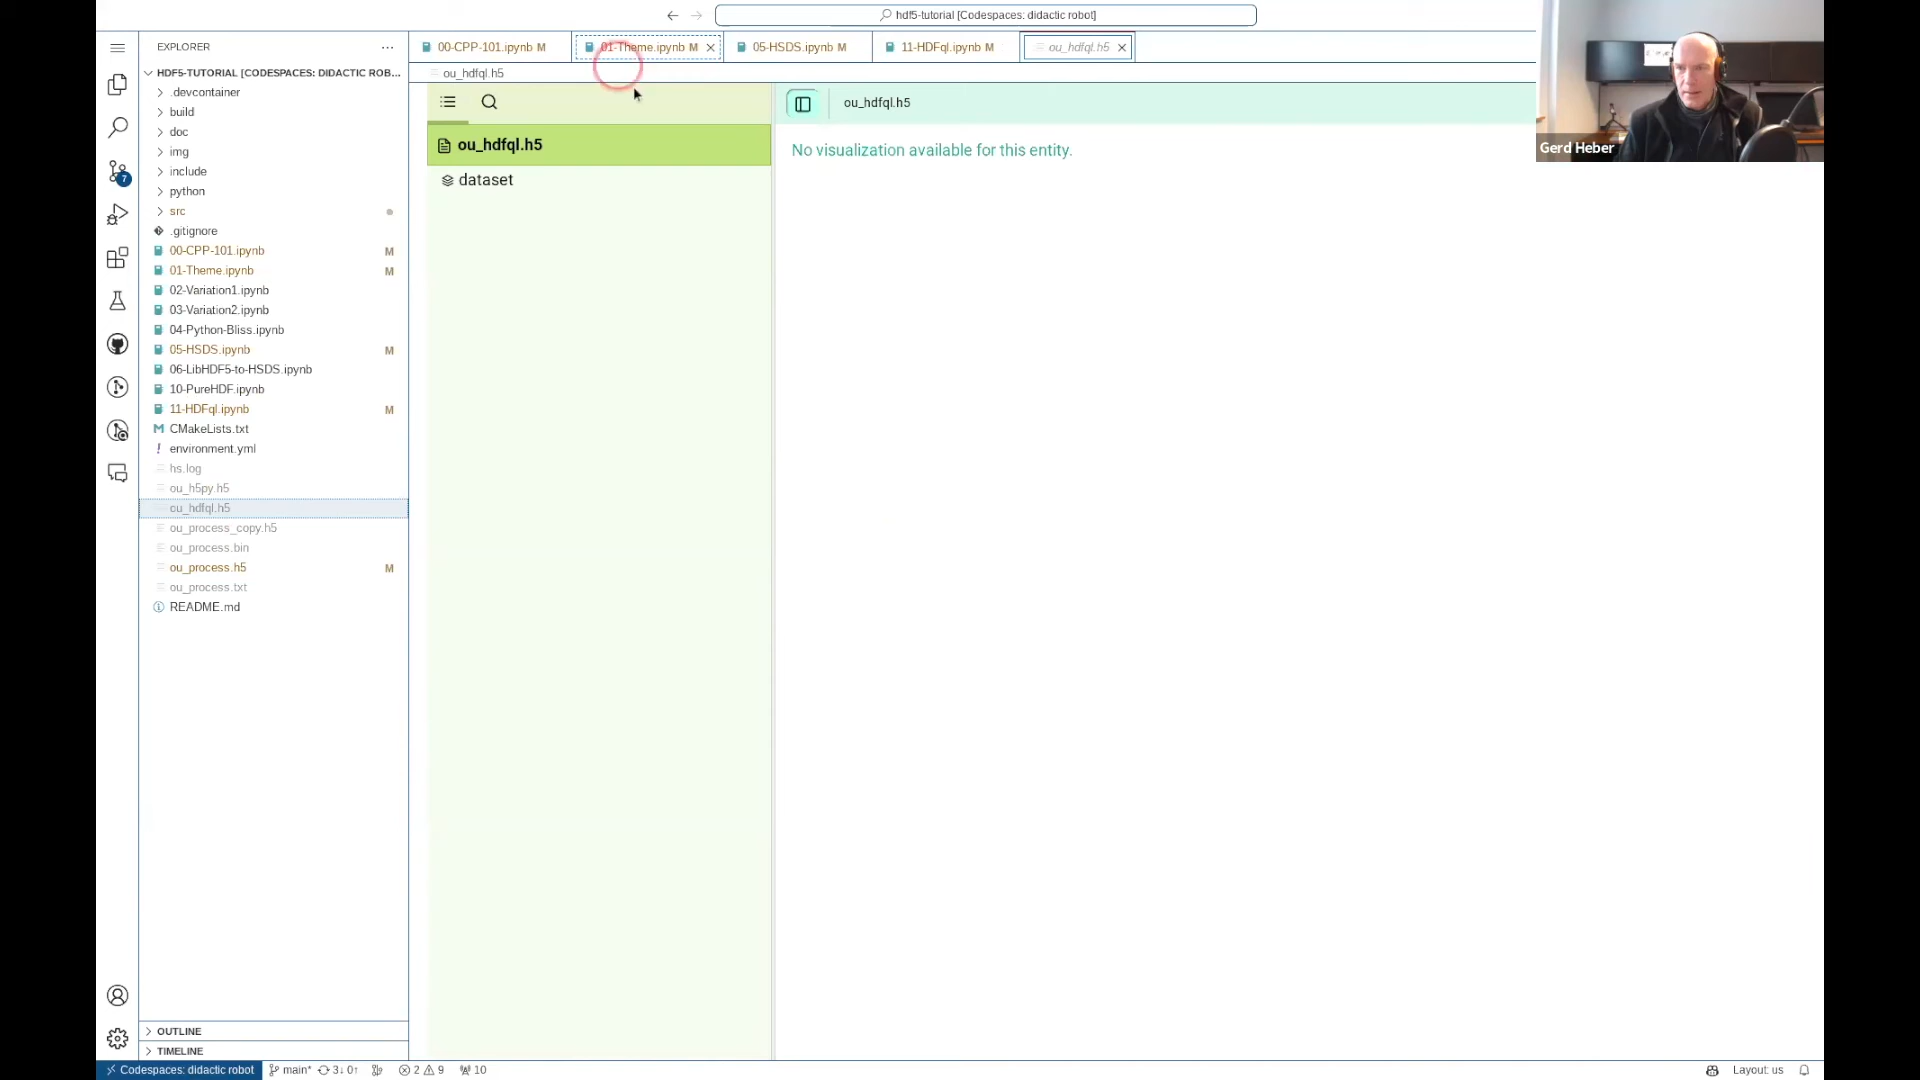 hdf5-tutorial [Codespaces: didactic robot]
EXPLORER
00-CPP-101.ipynb M
01-Theme.ipynb M
05-HSDS.ipynb M
11-HDFql.ipynb M
ou_hdfql.h5
HDF5-TUTORIAL [CODESPACES: DIDACTIC ROB...
ou_hdfql.h5
.devcontainer
build
doc
img
include
python
src
.gitignore
00-CPP-101.ipynb M
01-Theme.ipynb M
02-Variation1.ipynb
03-Variation2.ipynb
04-Python-Bliss.ipynb
05-HSDS.ipynb M
06-LibHDF5-to-HSDS.ipynb
10-PureHDF.ipynb
11-HDFql.ipynb M
CMakeLists.txt
environment.yml
hs.log
ou_h5py.h5
ou_hdfql.h5
ou_process_copy.h5
ou_process.bin
ou_process.h5 M
ou_process.txt
README.md
7
OUTLINE
TIMELINE
ou_hdfql.h5
dataset
ou_hdfql.h5
No visualization available for this entity.
Gerd Heber
Codespaces: didactic robot
main*
3↓ 0↑
2
9
10
Layout: us